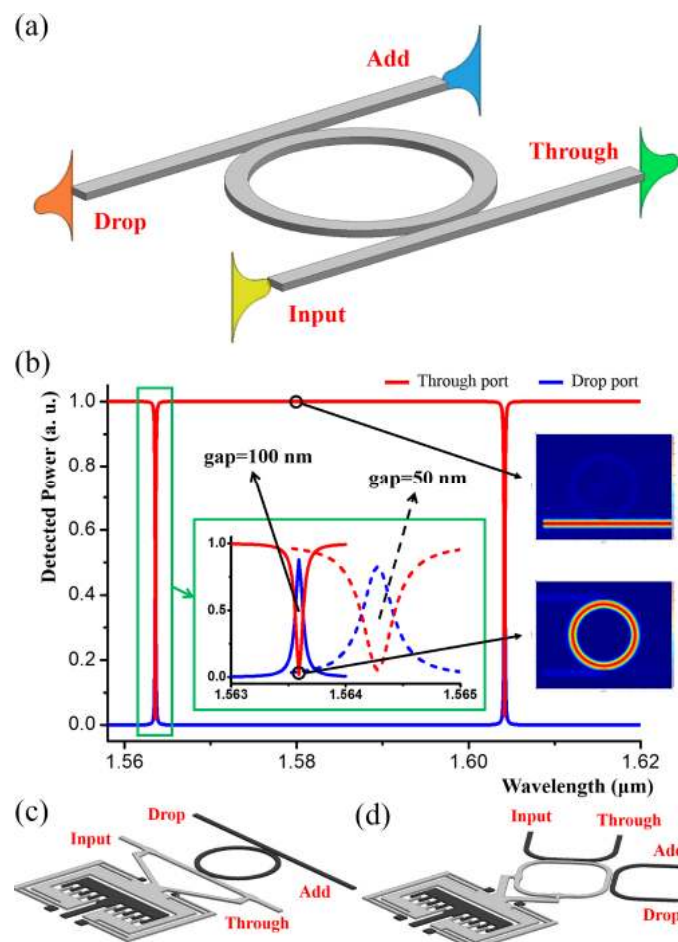 (a)
Add
Through
Drop
Input
(b)
Through port
Drop port
1.0
0.8
0.6
0.4
0.2
0.0
Detected Power (a. u.)
gap=100 nm
gap=50 nm
1.0
0.5
0.0
1.563
1.564
1.565
1.56
1.58
1.60
1.62
Wavelength (µm)
(c)
Drop
Input
Add
Through
(d)
Input
Through
Add
Drop